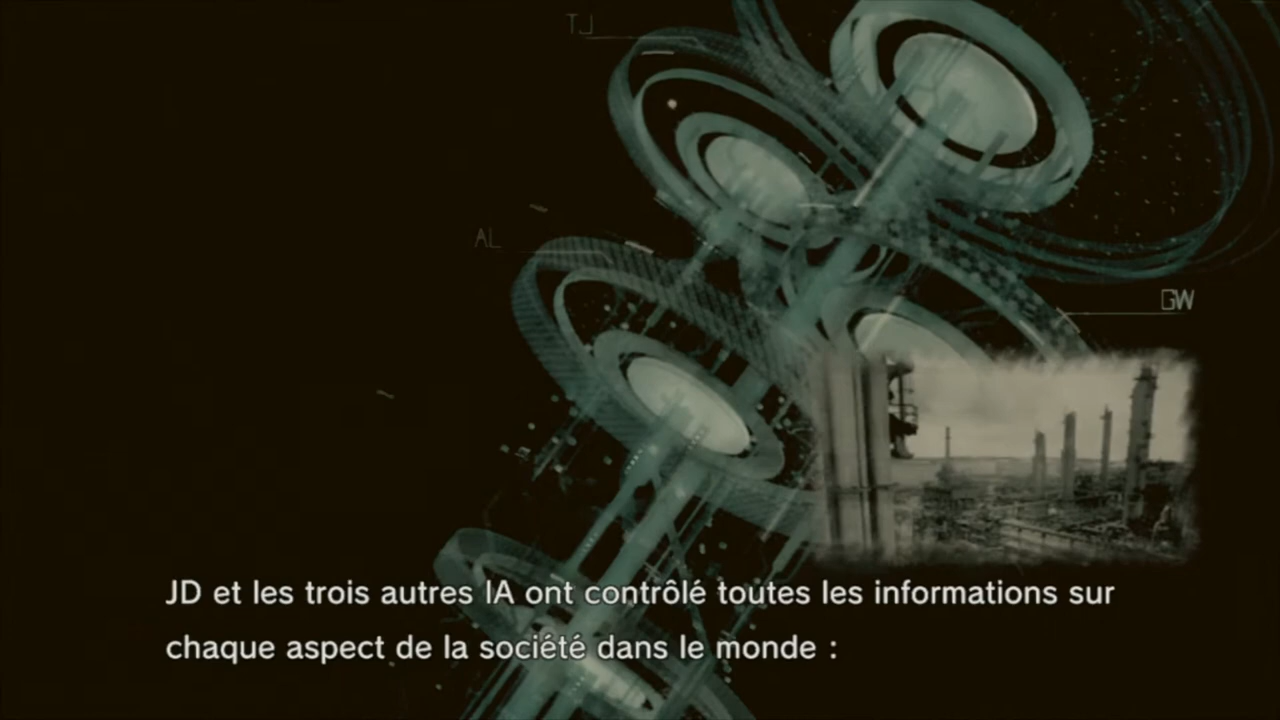 TJ
AL
GW
JD et les trois autres IA ont contrôlé toutes les informations sur
chaque aspect de la société dans le monde :